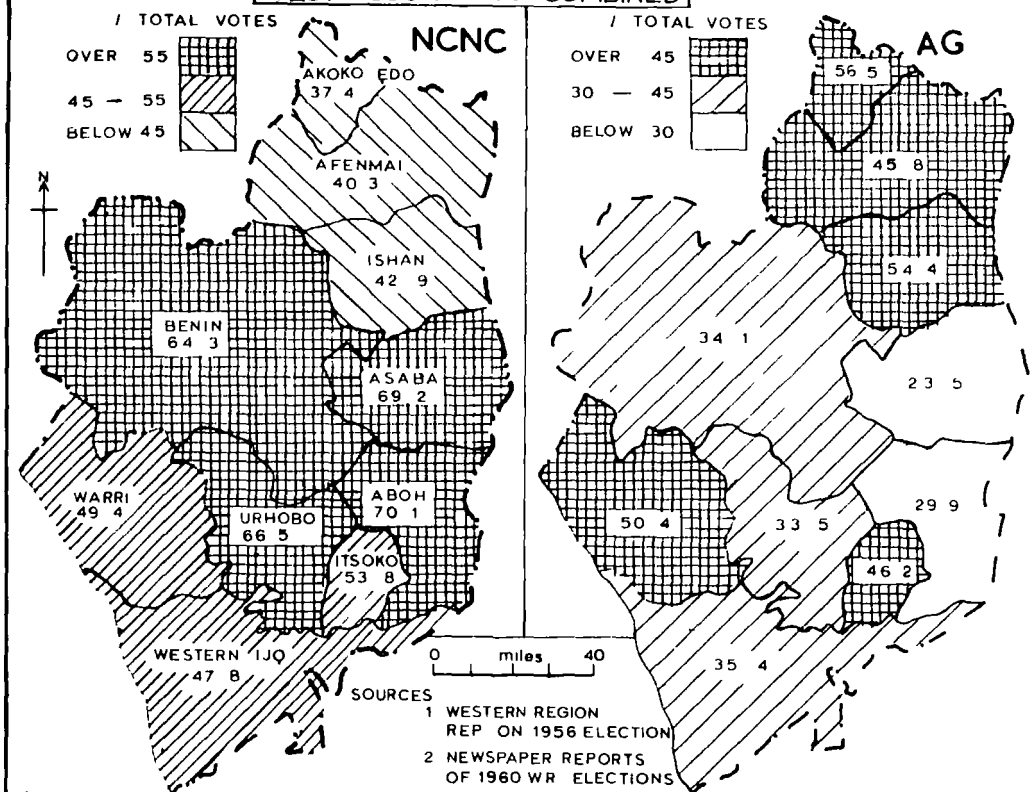 COMBINED
/ TOTAL VOTES
OVER 55
45 – 55
BELOW 45
NCNC
N
AKOKO EDO
37 4
AFENMAI
40 3
ISHAN
42 9
BENIN
64 3
ASABA
69 2
WARRI
49 4
URHOBO
66 5
ABOH
70 1
ITSOKO
53 8
WESTERN IJO
47 8
/ TOTAL VOTES
OVER 45
30 – 45
BELOW 30
AG
56 5
45 8
54 4
34 1
23 5
50 4
33 5
29 9
46 2
35 4
0 miles 40
SOURCES
1 WESTERN REGION
REP ON 1956 ELECTION
2 NEWSPAPER REPORTS
OF 1960 WR ELECTIONS